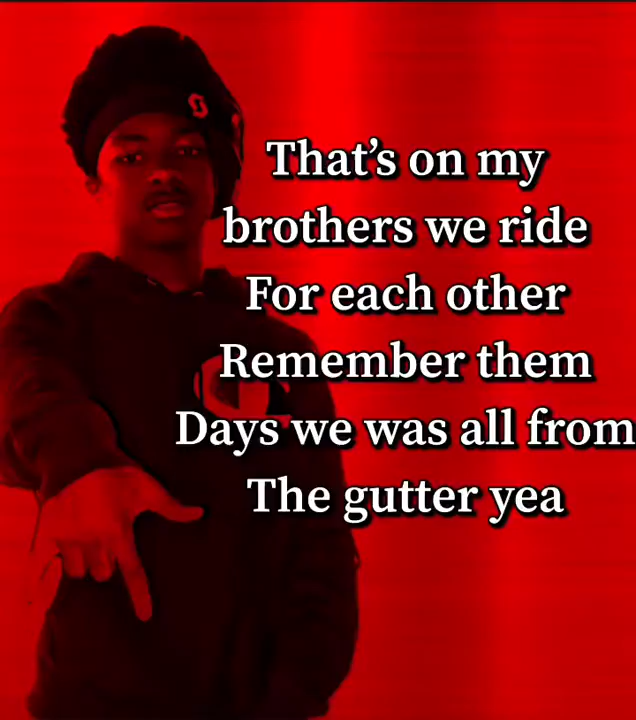 That’s on my
brothers we ride
For each other
Remember them
Days we was all from
The gutter yea